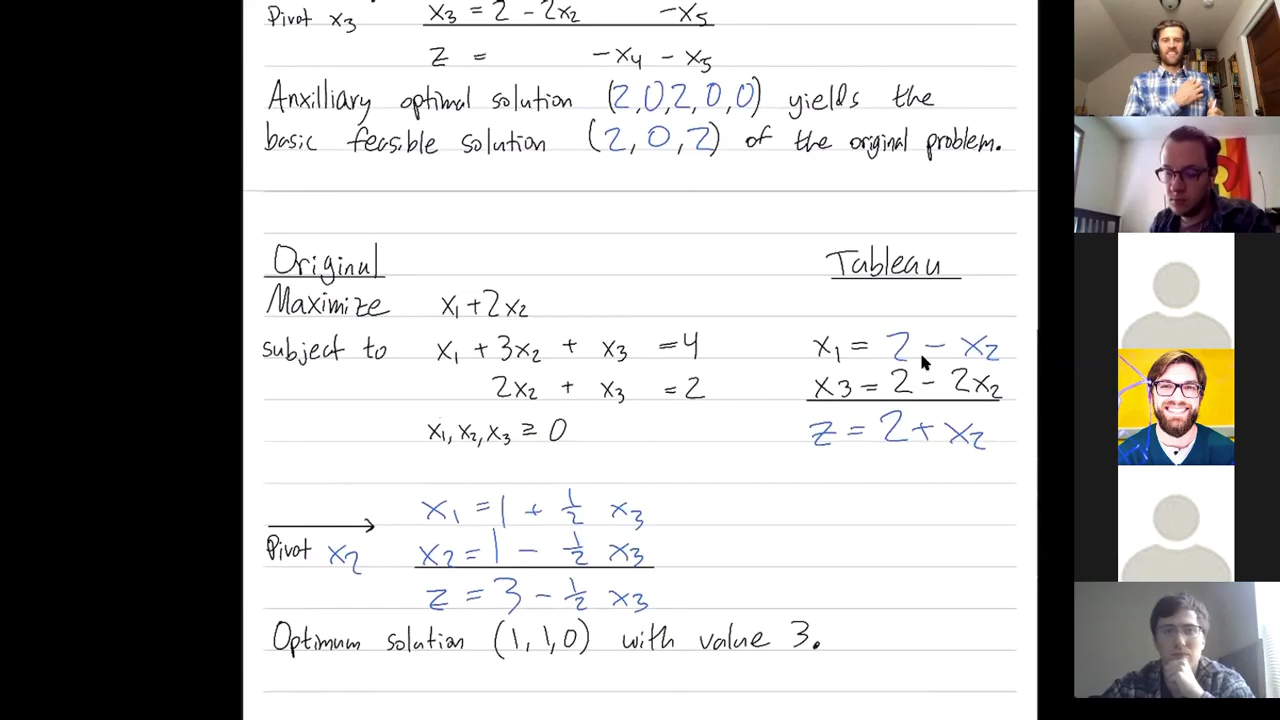 Pivot x₃ x₃ = 2 - 2x₂ - x₅
z = - x₄ - x₅
Anxilliary optimal solution (2,0,2,0,0) yields the
basic feasible solution (2,0,2) of the original problem.
Original Tableau
Maximize x₁ + 2x₂
subject to x₁ + 3x₂ + x₃ = 4 x₁ = 2 - x₂
2x₂ + x₃ = 2 x3 = 2 - 2x₂
x₁, x₂, x₃ ≥ 0 z = 2 + x₂
x₁ = 1 + ½ x₃
Pivot x₂ x₂ = 1 - ½ x₃
z = 3 - ½ x₃
Optimum solution (1, 1, 0) with value 3.